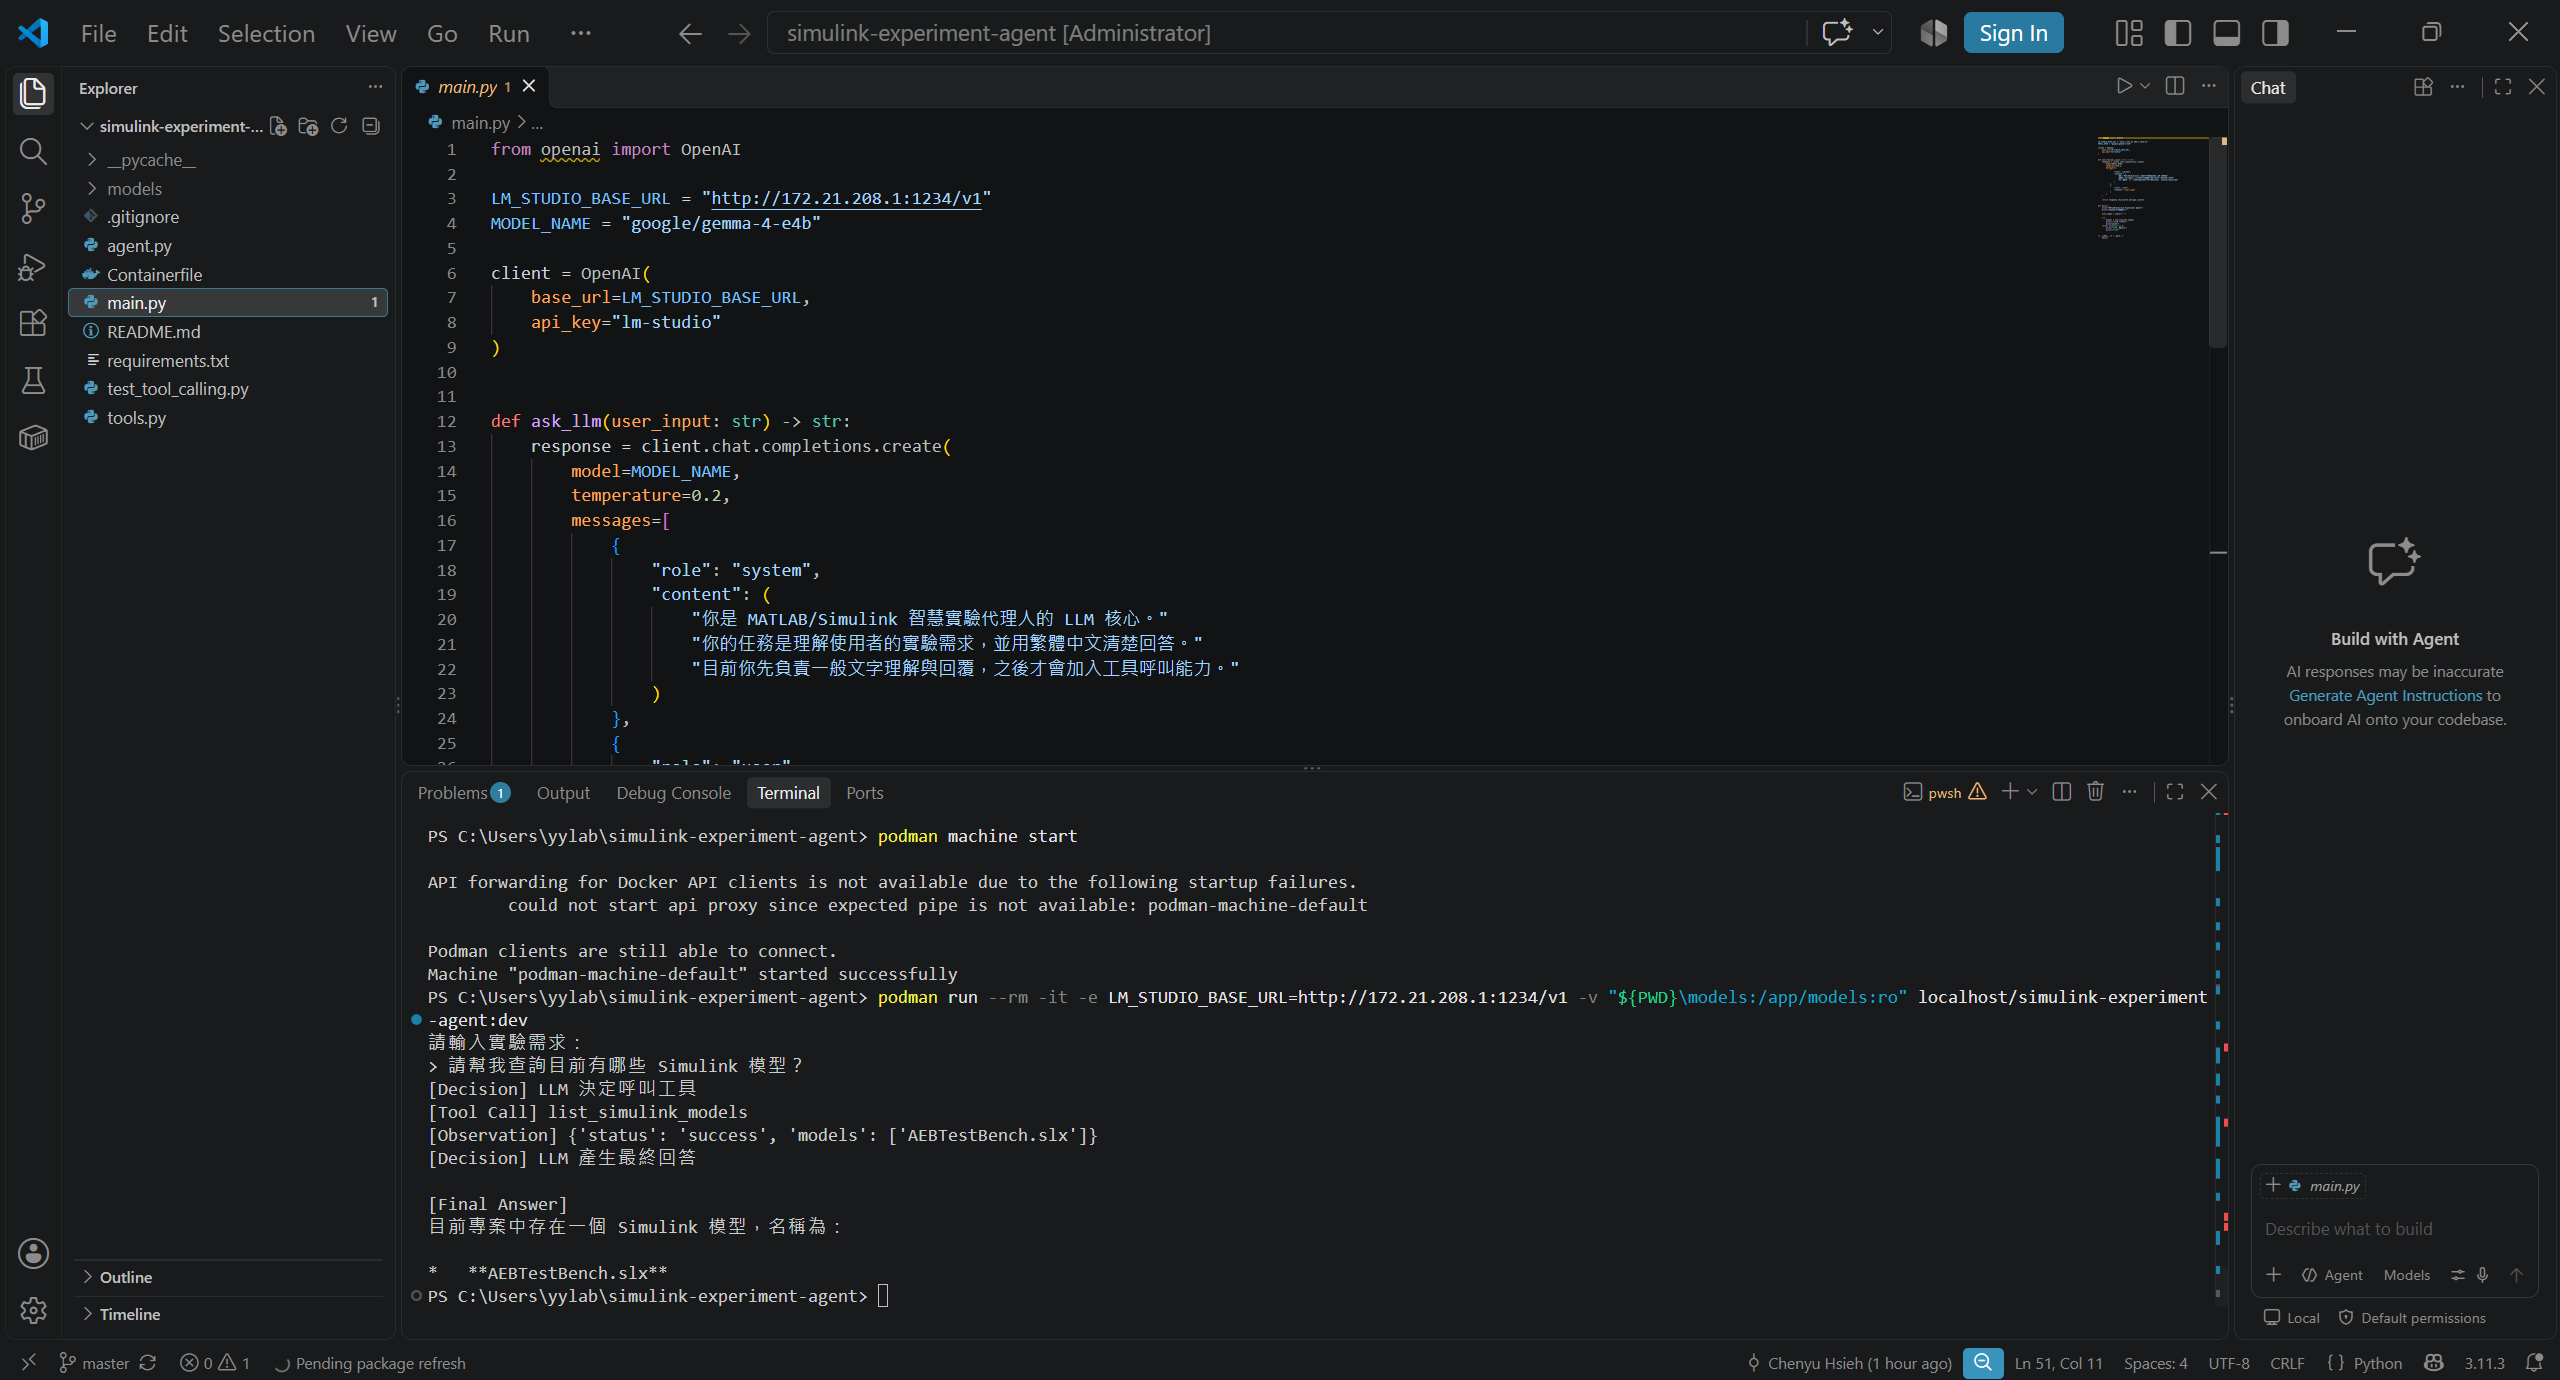 File Edit Selection View Go Run ···
simulink-experiment-agent [Administrator]
Sign In
Explorer
simulink-experiment-...
__pycache__
models
.gitignore
agent.py
Containerfile
main.py 1
README.md
requirements.txt
test_tool_calling.py
tools.py
Outline
Timeline
main.py 1
main.py > ...
1 from openai import OpenAI
2
3 LM_STUDIO_BASE_URL = "http://172.21.208.1:1234/v1"
4 MODEL_NAME = "google/gemma-4-e4b"
5
6 client = OpenAI(
7 base_url=LM_STUDIO_BASE_URL,
8 api_key="lm-studio"
9 )
10
11
12 def ask_llm(user_input: str) -> str:
13 response = client.chat.completions.create(
14 model=MODEL_NAME,
15 temperature=0.2,
16 messages=[
17 {
18 "role": "system",
19 "content": (
20 "你是 MATLAB/Simulink 智慧實驗代理人的 LLM 核心。"
21 "你的任務是理解使用者的實驗需求，並用繁體中文清楚回答。"
22 "目前你先負責一般文字理解與回覆，之後才會加入工具呼叫能力。"
23 )
24 },
25 {
26 "role": "user",
Problems 1 Output Debug Console Terminal Ports
pwsh
PS C:\Users\yylab\simulink-experiment-agent> podman machine start
API forwarding for Docker API clients is not available due to the following startup failures.
could not start api proxy since expected pipe is not available: podman-machine-default
Podman clients are still able to connect.
Machine "podman-machine-default" started successfully
PS C:\Users\yylab\simulink-experiment-agent> podman run --rm -it -e LM_STUDIO_BASE_URL=http://172.21.208.1:1234/v1 -v "${PWD}\models:/app/models:ro" localhost/simulink-experiment
-agent:dev
請輸入實驗需求：
> 請幫我查詢目前有哪些 Simulink 模型？
[Decision] LLM 決定呼叫工具
[Tool Call] list_simulink_models
[Observation] {'status': 'success', 'models': ['AEBTestBench.slx']}
[Decision] LLM 產生最終回答
[Final Answer]
目前專案中存在一個 Simulink 模型，名稱為：
* **AEBTestBench.slx**
PS C:\Users\yylab\simulink-experiment-agent>
Chat
Build with Agent
AI responses may be inaccurate
Generate Agent Instructions to
onboard AI onto your codebase.
main.py
Describe what to build
Agent Models
Local Default permissions
master 0 1 Pending package refresh
Chenyu Hsieh (1 hour ago) Ln 51, Col 11 Spaces: 4 UTF-8 CRLF {} Python 3.11.3